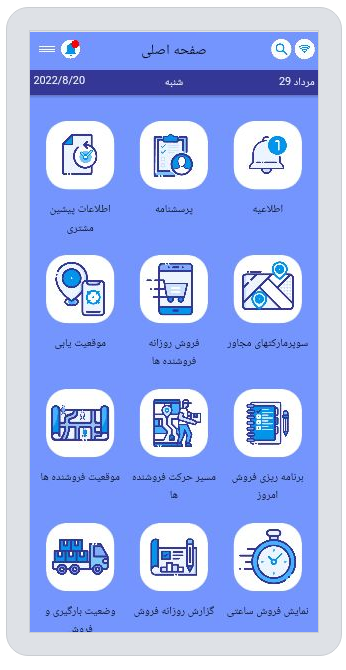 صفحه اصلی
29 مرداد
شنبه
2022/8/20
اطلاعیه
پرسشنامه
اطلاعات پیشین
مشتری
سوپرمارکتهای مجاور
فروش روزانه
فروشنده ها
موقعیت یابی
برنامه ریزی فروش
امروز
مسیر حرکت فروشنده
ها
موقعیت فروشنده ها
نمایش فروش ساعتی
گزارش روزانه فروش
وضعیت بارگیری و
فروش